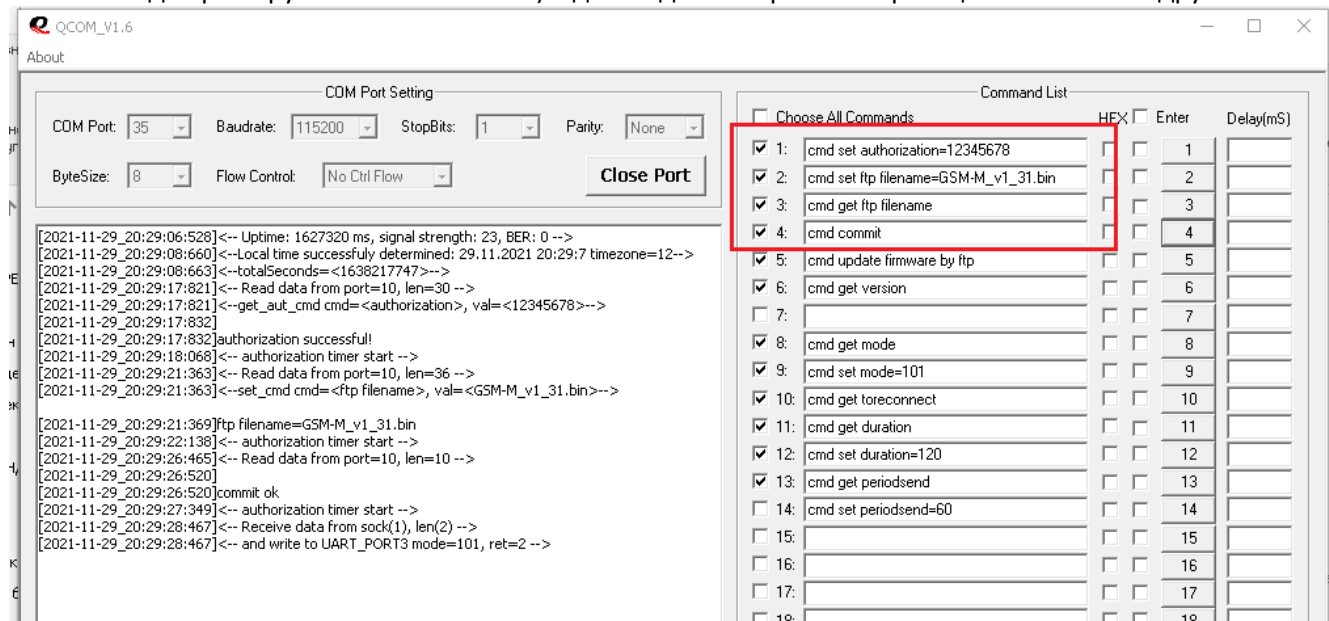 QCOM_V1.6
About
COM Port Setting
COM Port: 35 Baudrate: 115200 StopBits: 1 Parity: None
ByteSize: 8 Flow Control: No Ctrl Flow Close Port
[2021-11-29_20:29:06:528]<-- Uptime: 1627320 ms, signal strength: 23, BER: 0 -->
[2021-11-29_20:29:08:660]<--Local time successfuly determined: 29.11.2021 20:29:7 timezone=12-->
[2021-11-29_20:29:08:663]<--totalSeconds=<1638217747>-->
[2021-11-29_20:29:17:821]<-- Read data from port=10, len=30 -->
[2021-11-29_20:29:17:821]<--get_aut_cmd cmd=<authorization>, val=<12345678>-->
[2021-11-29_20:29:17:832]
[2021-11-29_20:29:17:832]authorization successful!
[2021-11-29_20:29:18:068]<-- authorization timer start -->
[2021-11-29_20:29:21:363]<-- Read data from port=10, len=36 -->
[2021-11-29_20:29:21:363]<--set_cmd cmd=<ftp filename>, val=<GSM-M_v1_31.bin>-->
[2021-11-29_20:29:21:369]ftp filename=GSM-M_v1_31.bin
[2021-11-29_20:29:22:138]<-- authorization timer start -->
[2021-11-29_20:29:26:465]<-- Read data from port=10, len=10 -->
[2021-11-29_20:29:26:520]
[2021-11-29_20:29:26:520]commit ok
[2021-11-29_20:29:27:349]<-- authorization timer start -->
[2021-11-29_20:29:28:467]<-- Receive data from sock(1), len(2) -->
[2021-11-29_20:29:28:467]<-- and write to UART_PORT3 mode=101, ret=2 -->
Command List
Choose All Commands HEX Enter Delay(mS)
1: cmd set authorization=12345678 1
2: cmd set ftp filename=GSM-M_v1_31.bin 2
3: cmd get ftp filename 3
4: cmd commit 4
5: cmd update firmware by ftp 5
6: cmd get version 6
7: 7
8: cmd get mode 8
9: cmd set mode=101 9
10: cmd get toreconnect 10
11: cmd get duration 11
12: cmd set duration=120 12
13: cmd get periodsend 13
14: cmd set periodsend=60 14
15: 15
16: 16
17: 17
18: 18